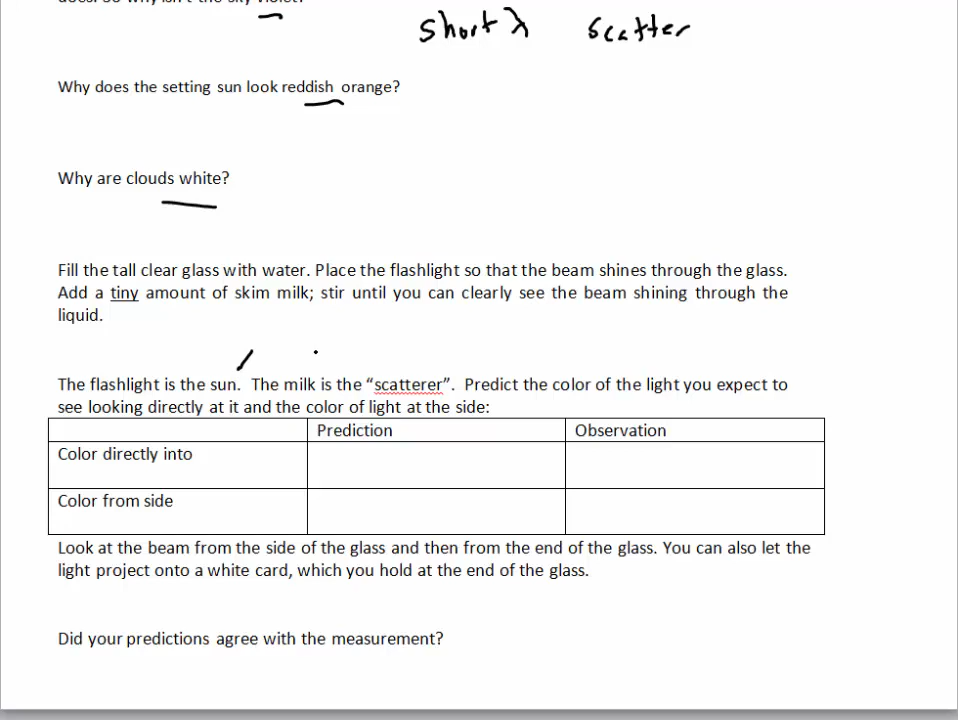 does. So why isn't the sky violet?
short λ scatter
Why does the setting sun look reddish orange?
Why are clouds white?
Fill the tall clear glass with water. Place the flashlight so that the beam shines through the glass.
Add a tiny amount of skim milk; stir until you can clearly see the beam shining through the
liquid.
The flashlight is the sun. The milk is the “scatterer”. Predict the color of the light you expect to
see looking directly at it and the color of light at the side:
Prediction Observation
Color directly into
Color from side
Look at the beam from the side of the glass and then from the end of the glass. You can also let the
light project onto a white card, which you hold at the end of the glass.
Did your predictions agree with the measurement?